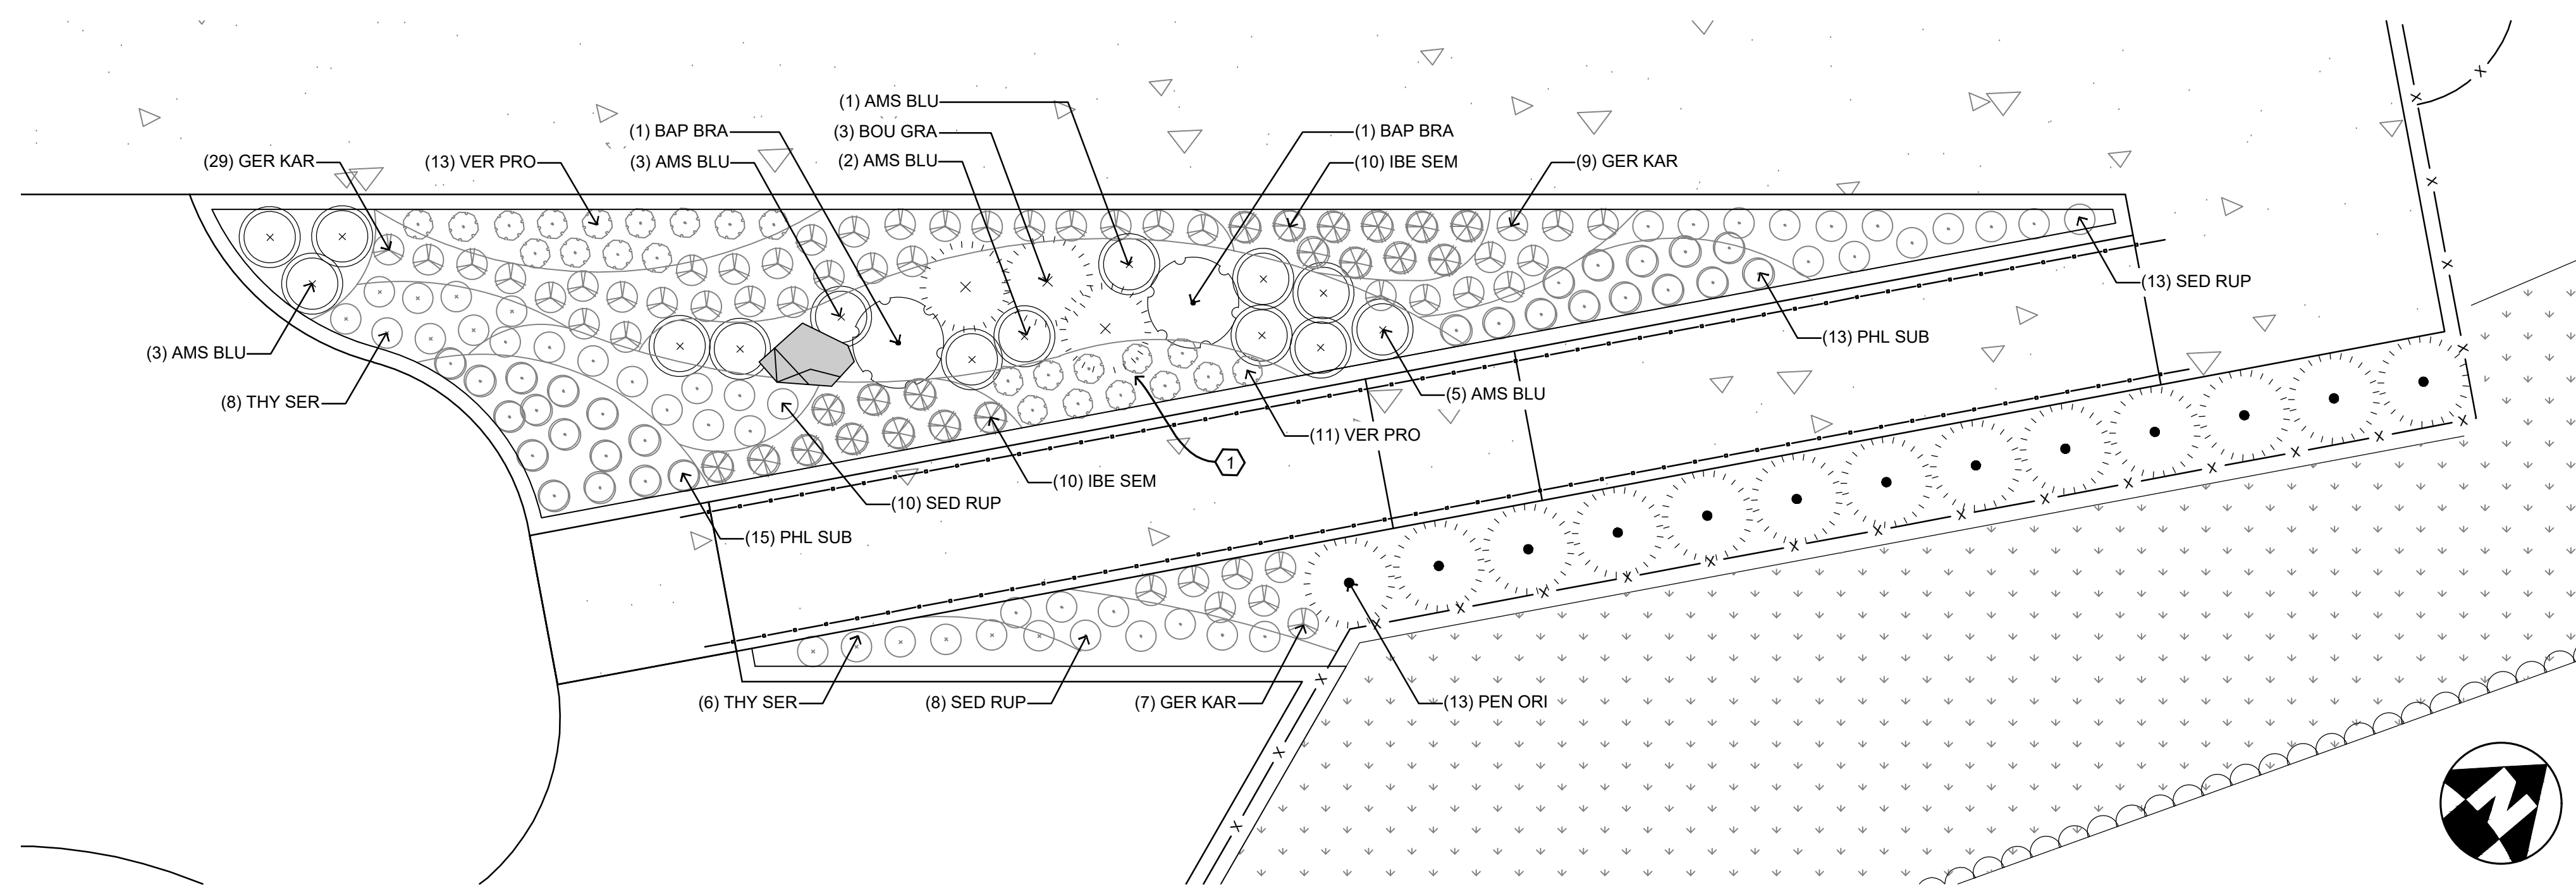 (1) AMS BLU
(1) BAP BRA
(3) BOU GRA
(1) BAP BRA
(29) GER KAR
(13) VER PRO
(3) AMS BLU
(2) AMS BLU
(10) IBE SEM
(9) GER KAR
(13) SED RUP
(13) PHL SUB
(3) AMS BLU
(5) AMS BLU
(8) THY SER
(11) VER PRO
1
(10) IBE SEM
(10) SED RUP
(15) PHL SUB
(6) THY SER
(8) SED RUP
(7) GER KAR
(13) PEN ORI
N